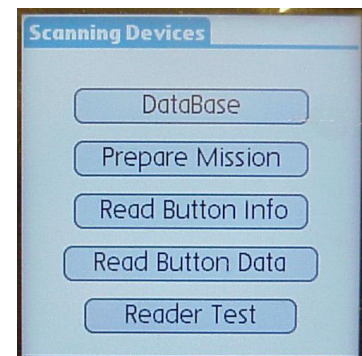 Scanning Devices
DataBase
Prepare Mission
Read Button Info
Read Button Data
Reader Test